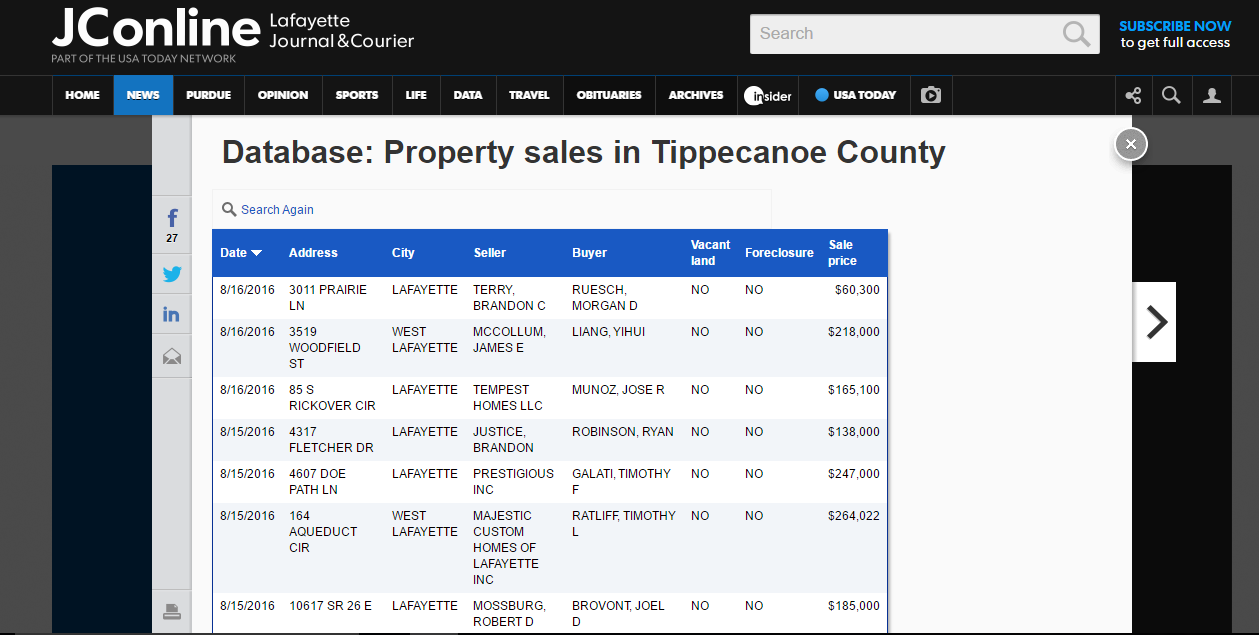 JConline Lafayette
Journal & Courier
PART OF THE USA TODAY NETWORK
Search
SUBSCRIBE NOW
to get full access
HOME NEWS PURDUE OPINION SPORTS LIFE DATA TRAVEL OBITUARIES ARCHIVES insider USA TODAY
Database: Property sales in Tippecanoe County
27
Search Again
Date Address City Seller Buyer Vacant land Foreclosure Sale price
8/16/2016 3011 PRAIRIE LN LAFAYETTE TERRY, BRANDON C RUESCH, MORGAN D NO NO $60,300
8/16/2016 3519 WOODFIELD ST WEST LAFAYETTE MCCOLLUM, JAMES E LIANG, YIHUI NO NO $218,000
8/16/2016 85 S RICKOVER CIR LAFAYETTE TEMPEST HOMES LLC MUNOZ, JOSE R NO NO $165,100
8/15/2016 4317 FLETCHER DR LAFAYETTE JUSTICE, BRANDON ROBINSON, RYAN NO NO $138,000
8/15/2016 4607 DOE PATH LN LAFAYETTE PRESTIGIOUS INC GALATI, TIMOTHY F NO NO $247,000
8/15/2016 164 AQUEDUCT CIR WEST LAFAYETTE MAJESTIC CUSTOM HOMES OF LAFAYETTE INC RATLIFF, TIMOTHY L NO NO $264,022
8/15/2016 10617 SR 26 E LAFAYETTE MOSSBURG, ROBERT D BROVONT, JOEL D NO NO $185,000